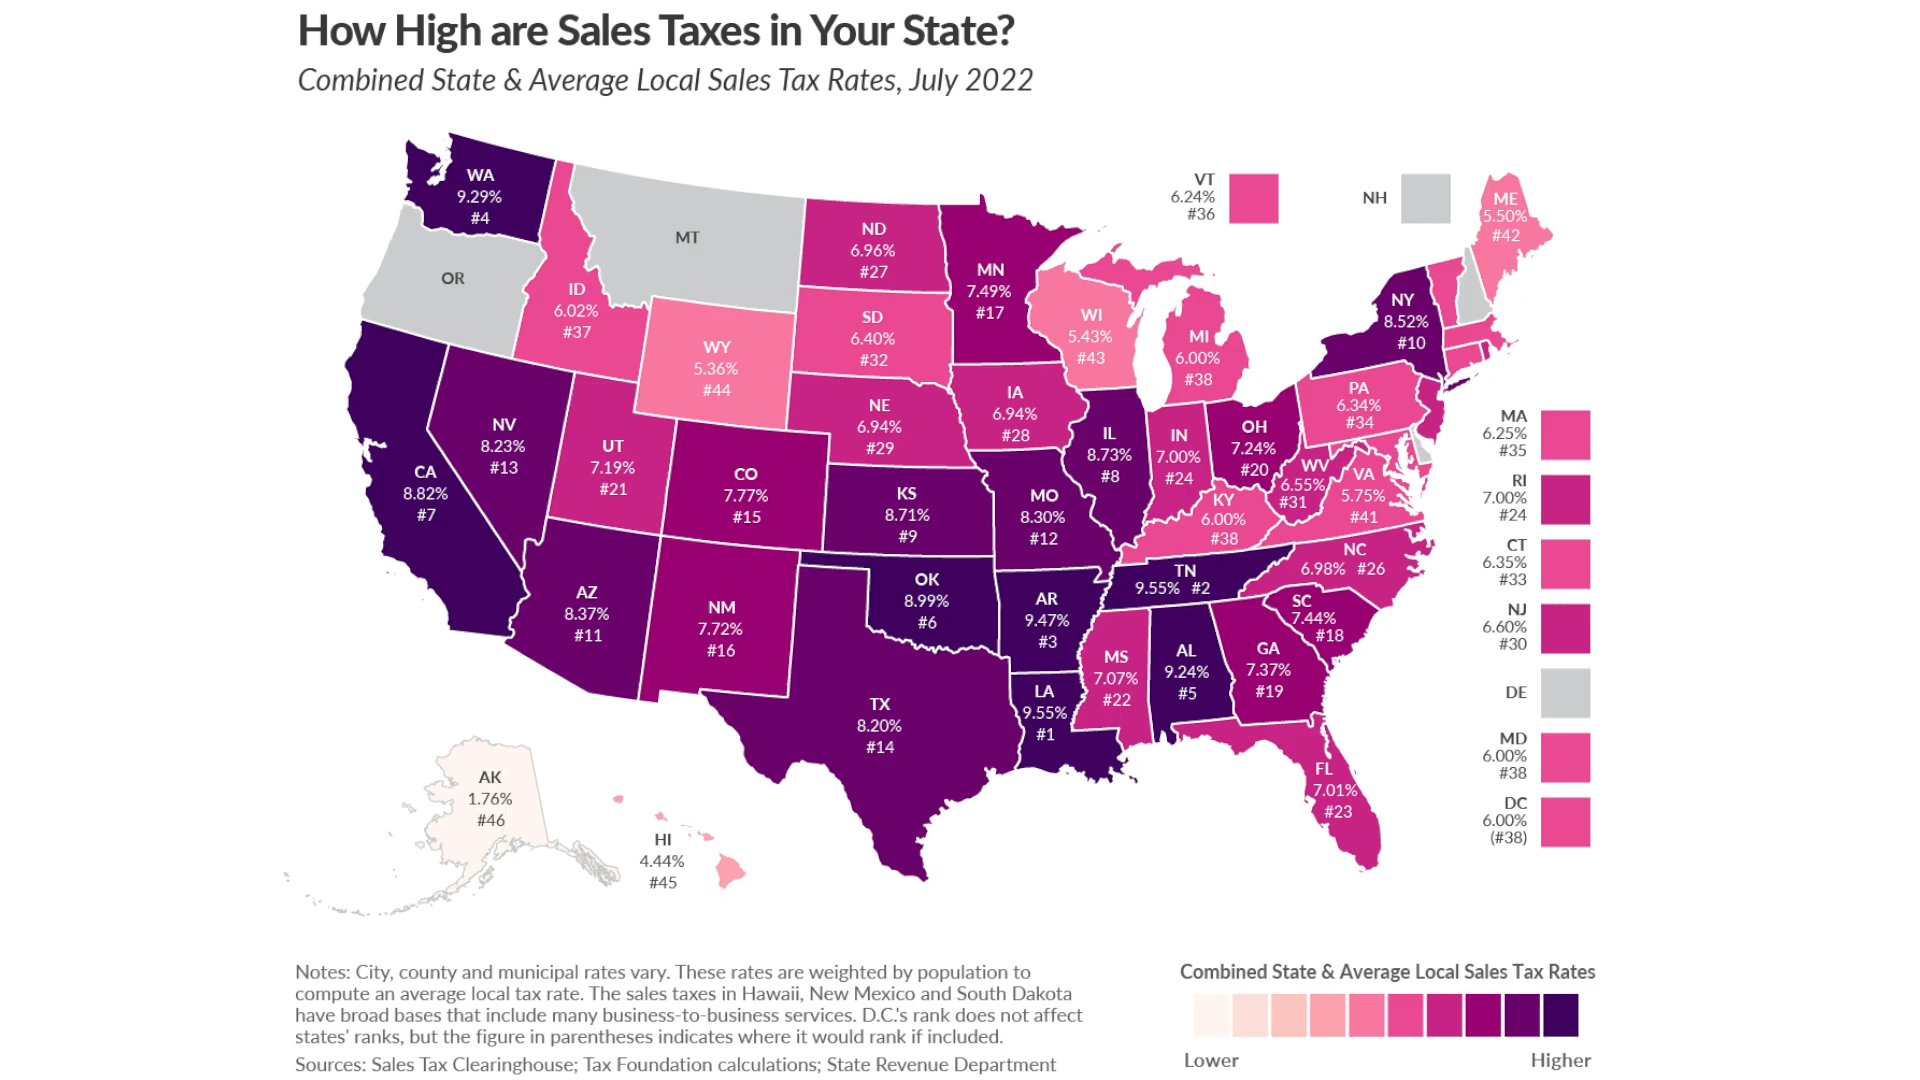 How High are Sales Taxes in Your State?
Combined State & Average Local Sales Tax Rates, July 2022
WA
9.29%
#4
OR
MT
ID
6.02%
#37
WY
5.36%
#44
ND
6.96%
#27
SD
6.40%
#32
NE
6.94%
#29
MN
7.49%
#17
IA
6.94%
#28
WI
5.43%
#43
MI
6.00%
#38
VT
6.24%
#36
NH
ME
5.50%
#42
NY
8.52%
#10
PA
6.34%
#34
CA
8.82%
#7
NV
8.23%
#13
UT
7.19%
#21
CO
7.77%
#15
KS
8.71%
#9
MO
8.30%
#12
IL
8.73%
#8
IN
7.00%
#24
OH
7.24%
#20
WV
6.55%
#31
VA
5.75%
#41
KY
6.00%
#38
NC
6.98% #26
TN
9.55% #2
SC
7.44%
#18
AZ
8.37%
#11
NM
7.72%
#16
OK
8.99%
#6
AR
9.47%
#3
TX
8.20%
#14
LA
9.55%
#1
MS
7.07%
#22
AL
9.24%
#5
GA
7.37%
#19
FL
7.01%
#23
AK
1.76%
#46
HI
4.44%
#45
MA
6.25%
#35
RI
7.00%
#24
CT
6.35%
#33
NJ
6.60%
#30
DE
MD
6.00%
#38
DC
6.00%
(#38)
Notes: City, county and municipal rates vary. These rates are weighted by population to
compute an average local tax rate. The sales taxes in Hawaii, New Mexico and South Dakota
have broad bases that include many business-to-business services. D.C.'s rank does not affect
states' ranks, but the figure in parentheses indicates where it would rank if included.
Sources: Sales Tax Clearinghouse; Tax Foundation calculations; State Revenue Department
Combined State & Average Local Sales Tax Rates
Lower
Higher